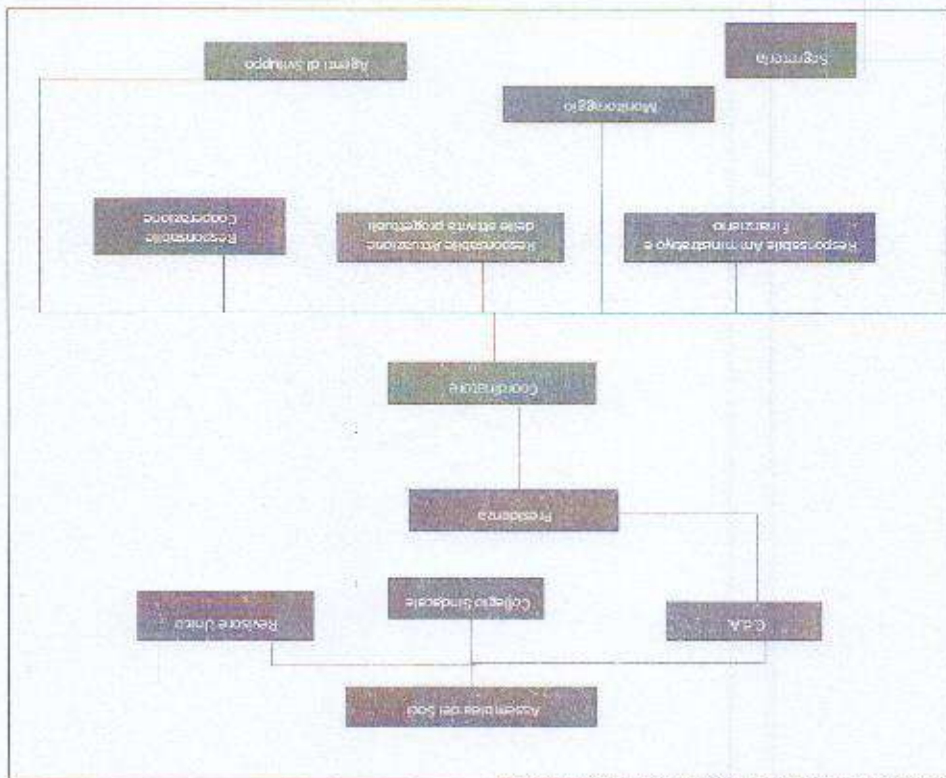 Assemblea dei Soci
C.d.A.
Collegio Sindacale
Revisore Unico
Presidenza
Coordinatore
Responsabile Amministrativo e
Finanziario
Responsabile Attuazione
delle attività progettuali
Responsbile
Cooperazione
Monitoraggio
Segreteria
Agenti di Sviluppo